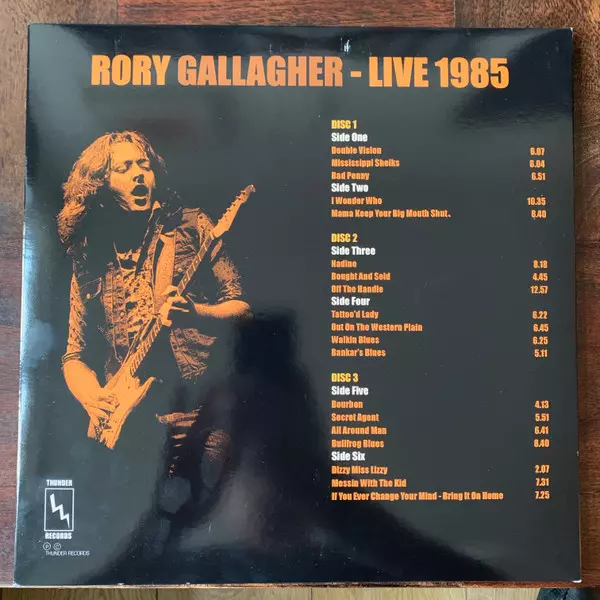 RORY GALLAGHER - LIVE 1985
DISC 1
Side One
Double Vision 6.07
Mississippi Sheiks 6.04
Bad Penny 6.51
Side Two
I Wonder Who 10.35
Mama Keep Your Big Mouth Shut. 8.40
DISC 2
Side Three
Nadine 8.18
Bought And Sold 4.45
Off The Handle 12.57
Side Four
Tattoo'd Lady 6.22
Out On The Western Plain 6.45
Walkin Blues 6.25
Bankar's Blues 5.11
DISC 3
Side Five
Bourbon 4.13
Secret Agent 5.51
All Around Man 6.41
Bullfrog Blues 8.40
Side Six
Dizzy Miss Lizzy 2.07
Messin With The Kid 7.31
If You Ever Change Your Mind - Bring It On Home 7.25
THUNDER
RECORDS
℗ ©
THUNDER RECORDS